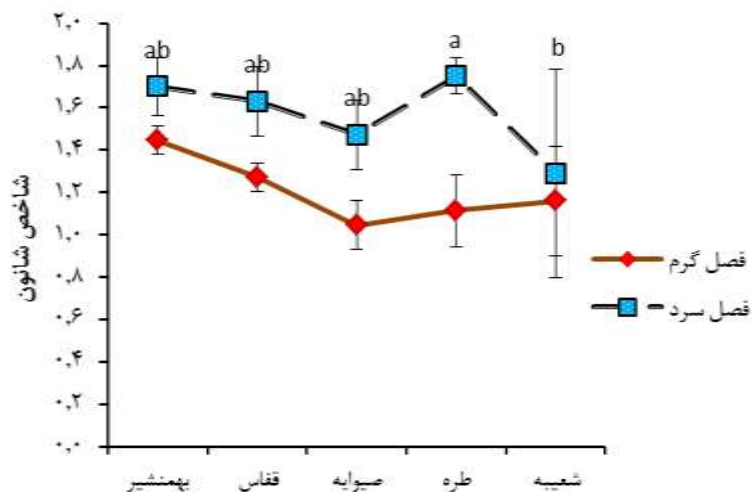 شاخص شانون
۲,۰
۱,۸
۱,۶
۱,۴
۱,۲
۱,۰
۰,۸
۰,۶
۰,۴
۰,۲
۰,۰
ab
ab
ab
a
b
بهمنشیر
قفاس
صیوایه
طره
شعیبه
فصل گرم
فصل سرد